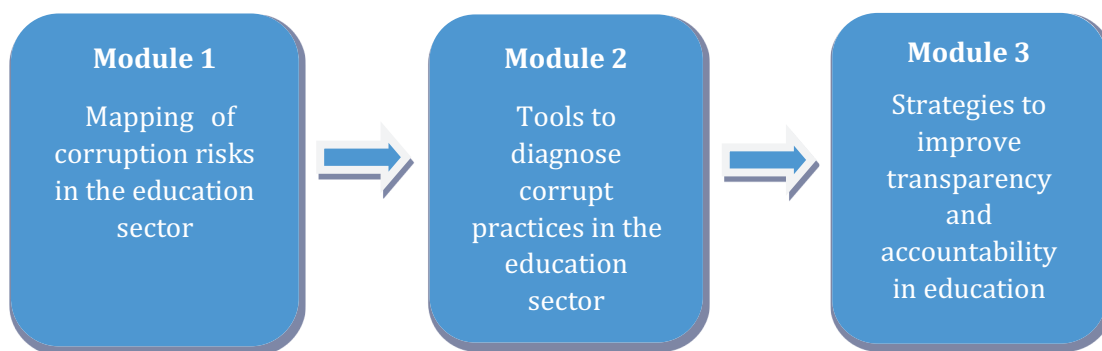 Module 1
Mapping of
corruption risks
in the education
sector
Module 2
Tools to
diagnose
corrupt
practices in the
education
sector
Module 3
Strategies to
improve
transparency
and
accountability
in education